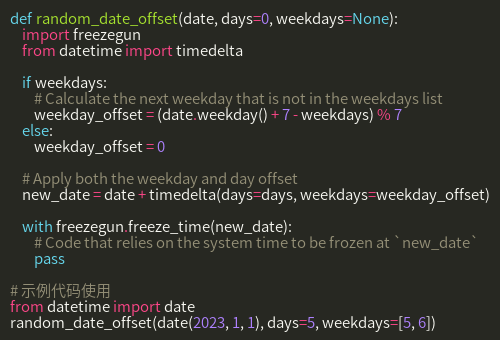 def random_date_offset(date, days=0, weekdays=None):
    import freezegun
    from datetime import timedelta

    if weekdays:
        # Calculate the next weekday that is not in the weekdays list
        weekday_offset = (date.weekday() + 7 - weekdays) % 7
    else:
        weekday_offset = 0

    # Apply both the weekday and day offset
    new_date = date + timedelta(days=days, weekdays=weekday_offset)

    with freezegun.freeze_time(new_date):
        # Code that relies on the system time to be frozen at `new_date`
        pass

# 示例代码使用
from datetime import date
random_date_offset(date(2023, 1, 1), days=5, weekdays=[5, 6])